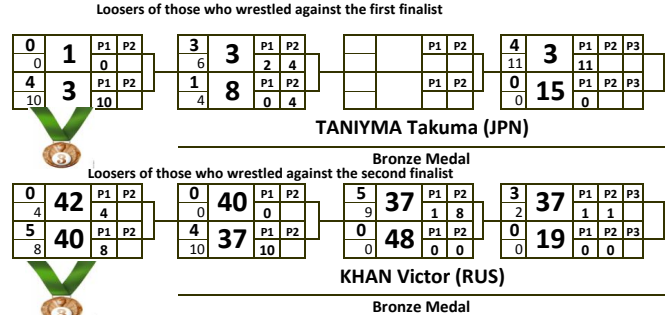 Loosers of those who wrestled against the first finalist
0 1 P1 P2 3 3 P1 P2 P1 P2 4 3 P1 P2 P3
0 0 6 2 4 11 11
4 3 P1 P2 1 8 P1 P2 P1 P2 0 15 P1 P2 P3
10 10 4 0 4 0 0
TANIYMA Takuma (JPN)
3
Bronze Medal
Loosers of those who wrestled against the second finalist
0 42 P1 P2 0 40 P1 P2 5 37 P1 P2 3 37 P1 P2 P3
4 4 0 0 9 1 8 2 1 1
5 40 P1 P2 4 37 P1 P2 0 48 P1 P2 0 19 P1 P2 P3
8 8 10 10 0 0 0 0 0 0
KHAN Victor (RUS)
3
Bronze Medal